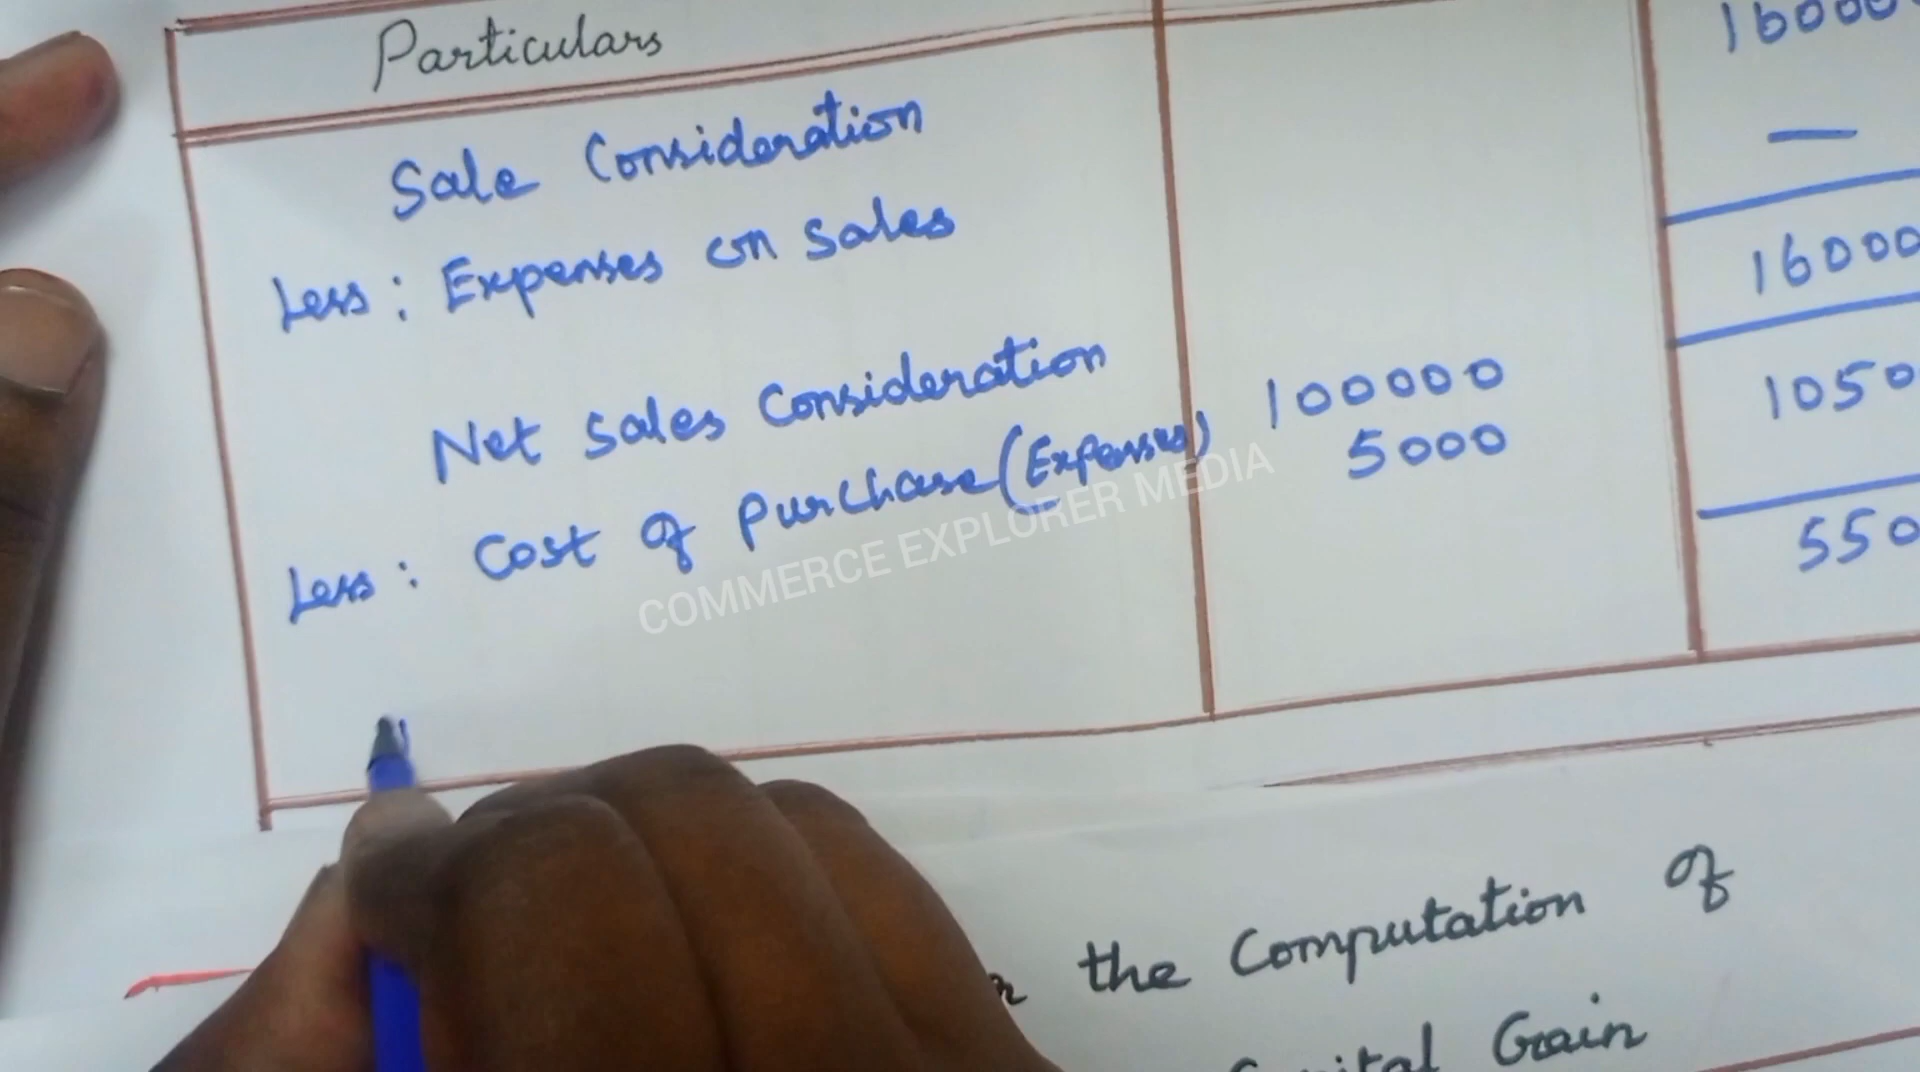 Particulars
16000
Sale Consideration
—
Less: Expenses on Sales
16000
Net Sales Consideration
100000
1050
Less: Cost of Purchase (Expenses)
5000
550
COMMERCE EXPLORER MEDIA
the Computation of
Gain